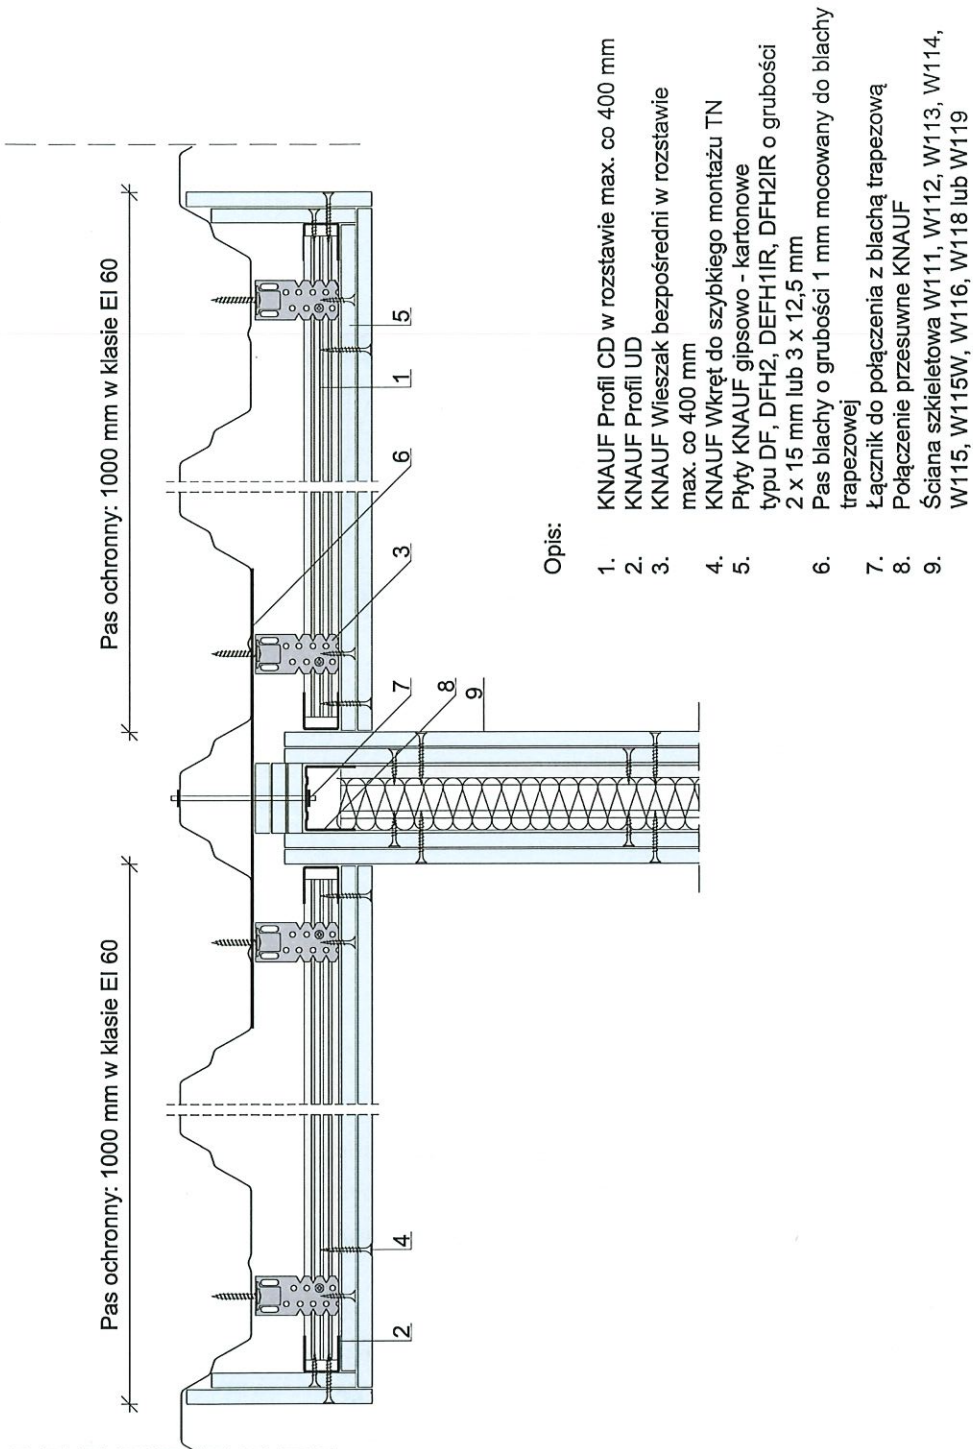 Pas ochronny: 1000 mm w klasie EI 60
Pas ochronny: 1000 mm w klasie EI 60
2
4
5
1
6
3
7
8
9
Opis:
1. KNAUF Profil CD w rozstawie max. co 400 mm
2. KNAUF Profil UD
3. KNAUF Wieszak bezpośredni w rozstawie
max. co 400 mm
4. KNAUF Wkręt do szybkiego montażu TN
5. Płyty KNAUF gipsowo - kartonowe
typu DF, DFH2, DEFH1IR, DFH2IR o grubości
2 x 15 mm lub 3 x 12,5 mm
6. Pas blachy o grubości 1 mm mocowany do blachy
trapezowej
7. Łącznik do połączenia z blachą trapezową
8. Połączenie przesuwne KNAUF
9. Ściana szkieletowa W111, W112, W113, W114,
W115, W115W, W116, W118 lub W119